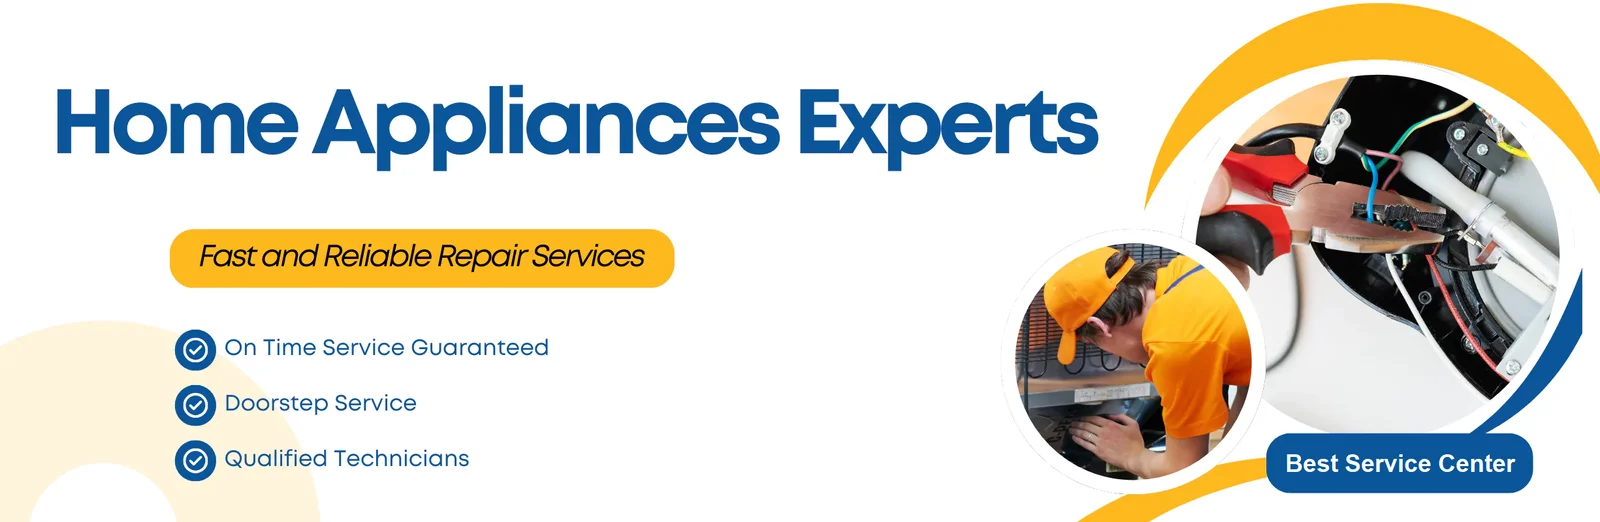 Home Appliances Experts
Fast and Reliable Repair Services
On Time Service Guaranteed
Doorstep Service
Qualified Technicians
Best Service Center